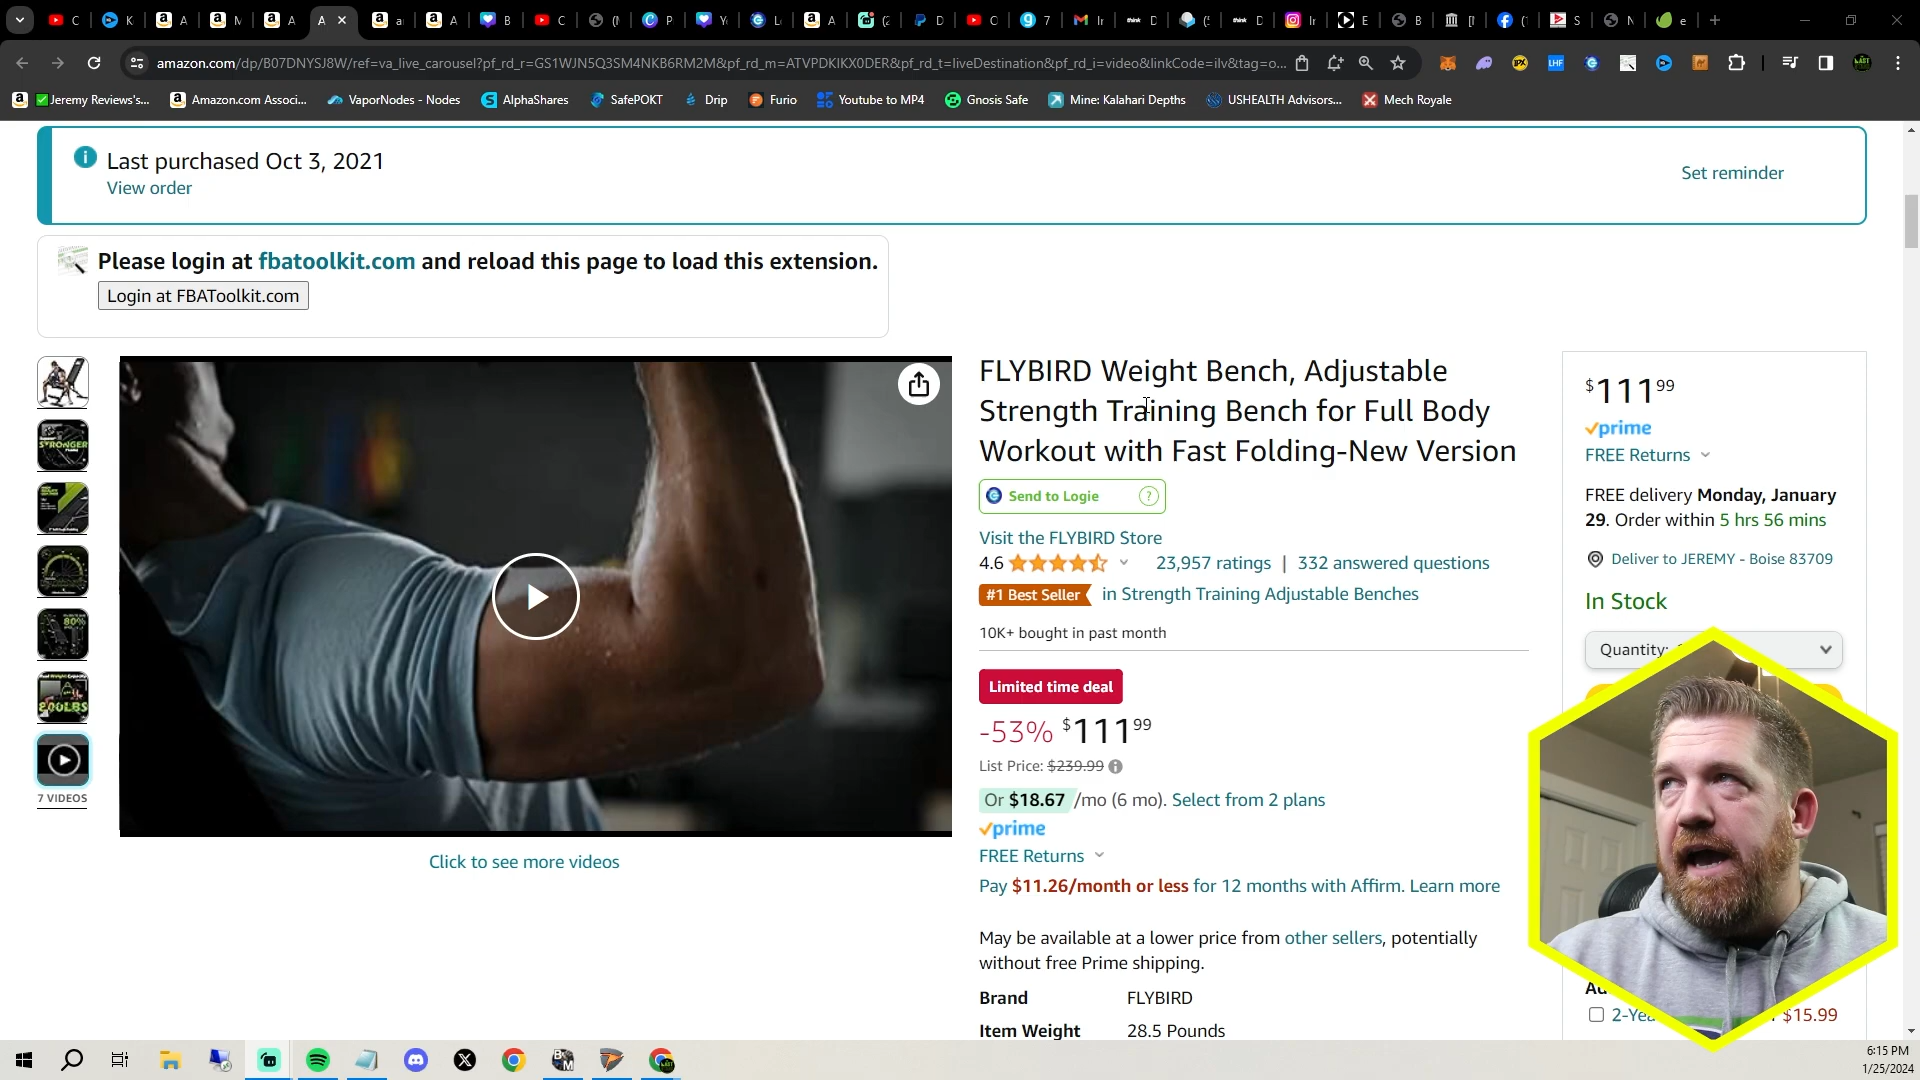 amazon.com/dp/B07DNYSJ8W/ref=va_live_carousel?pf_rd_r=GS1WJN5Q3SM4NKB6RM2M&pf_rd_m=ATVPDKIKX0DER&pf_rd_t=liveDestination&pf_rd_i=video&linkCode=ilv&tag=o...
Jeremy Reviews's...
Amazon.com Associ...
VaporNodes - Nodes
AlphaShares
SafePOKT
Drip
Furio
Youtube to MP4
Gnosis Safe
Mine: Kalahari Depths
USHEALTH Advisors...
Mech Royale
Last purchased Oct 3, 2021
View order
Set reminder
Please login at fbatoolkit.com and reload this page to load this extension.
Login at FBAToolkit.com
STRONGER
80%
7 VIDEOS
Click to see more videos
FLYBIRD Weight Bench, Adjustable
Strength Training Bench for Full Body
Workout with Fast Folding-New Version
Send to Logie ?
Visit the FLYBIRD Store
4.6
23,957 ratings | 332 answered questions
#1 Best Seller in Strength Training Adjustable Benches
10K+ bought in past month
Limited time deal
-53% $111 99
List Price: $239.99
Or $18.67 /mo (6 mo). Select from 2 plans
prime
FREE Returns
Pay $11.26/month or less for 12 months with Affirm. Learn more
May be available at a lower price from other sellers, potentially
without free Prime shipping.
Brand FLYBIRD
Item Weight 28.5 Pounds
$111 99
prime
FREE Returns
FREE delivery Monday, January
29. Order within 5 hrs 56 mins
Deliver to JEREMY - Boise 83709
In Stock
Quantity:
$15.99
6:15 PM
1/25/2024